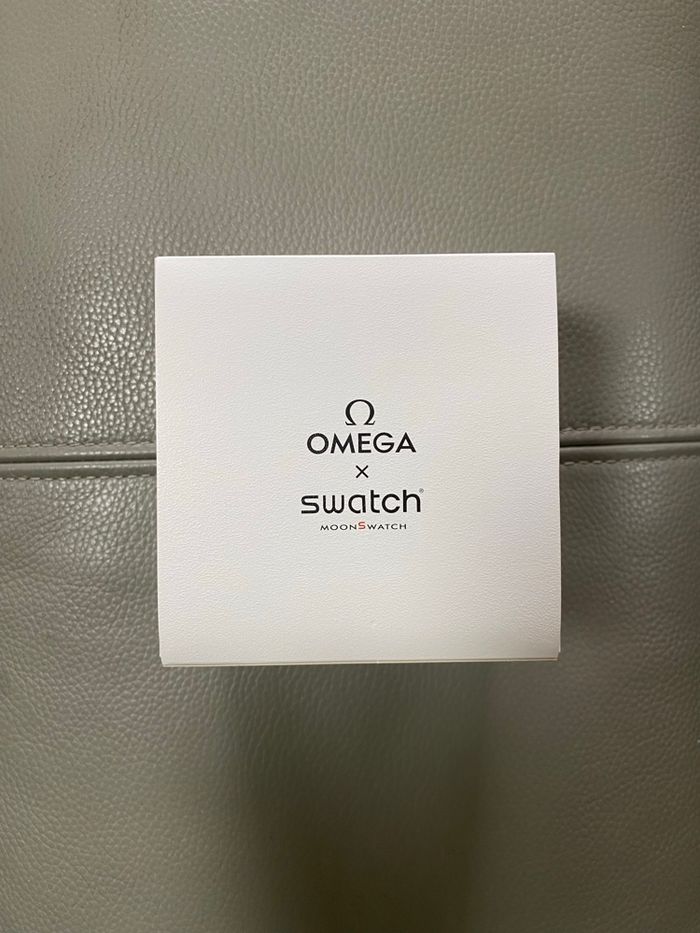 Ω
OMEGA
×
swatch®
MOONSWATCH